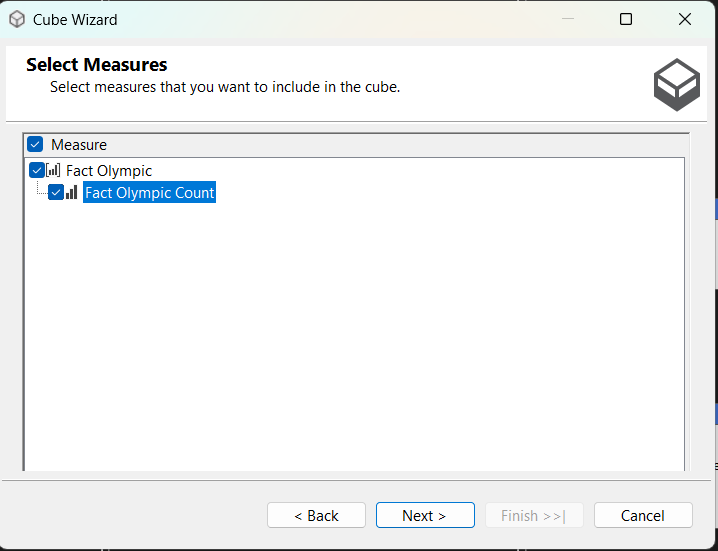 Cube Wizard
Select Measures
Select measures that you want to include in the cube.
Measure
Fact Olympic
Fact Olympic Count
< Back
Next >
Finish >>|
Cancel